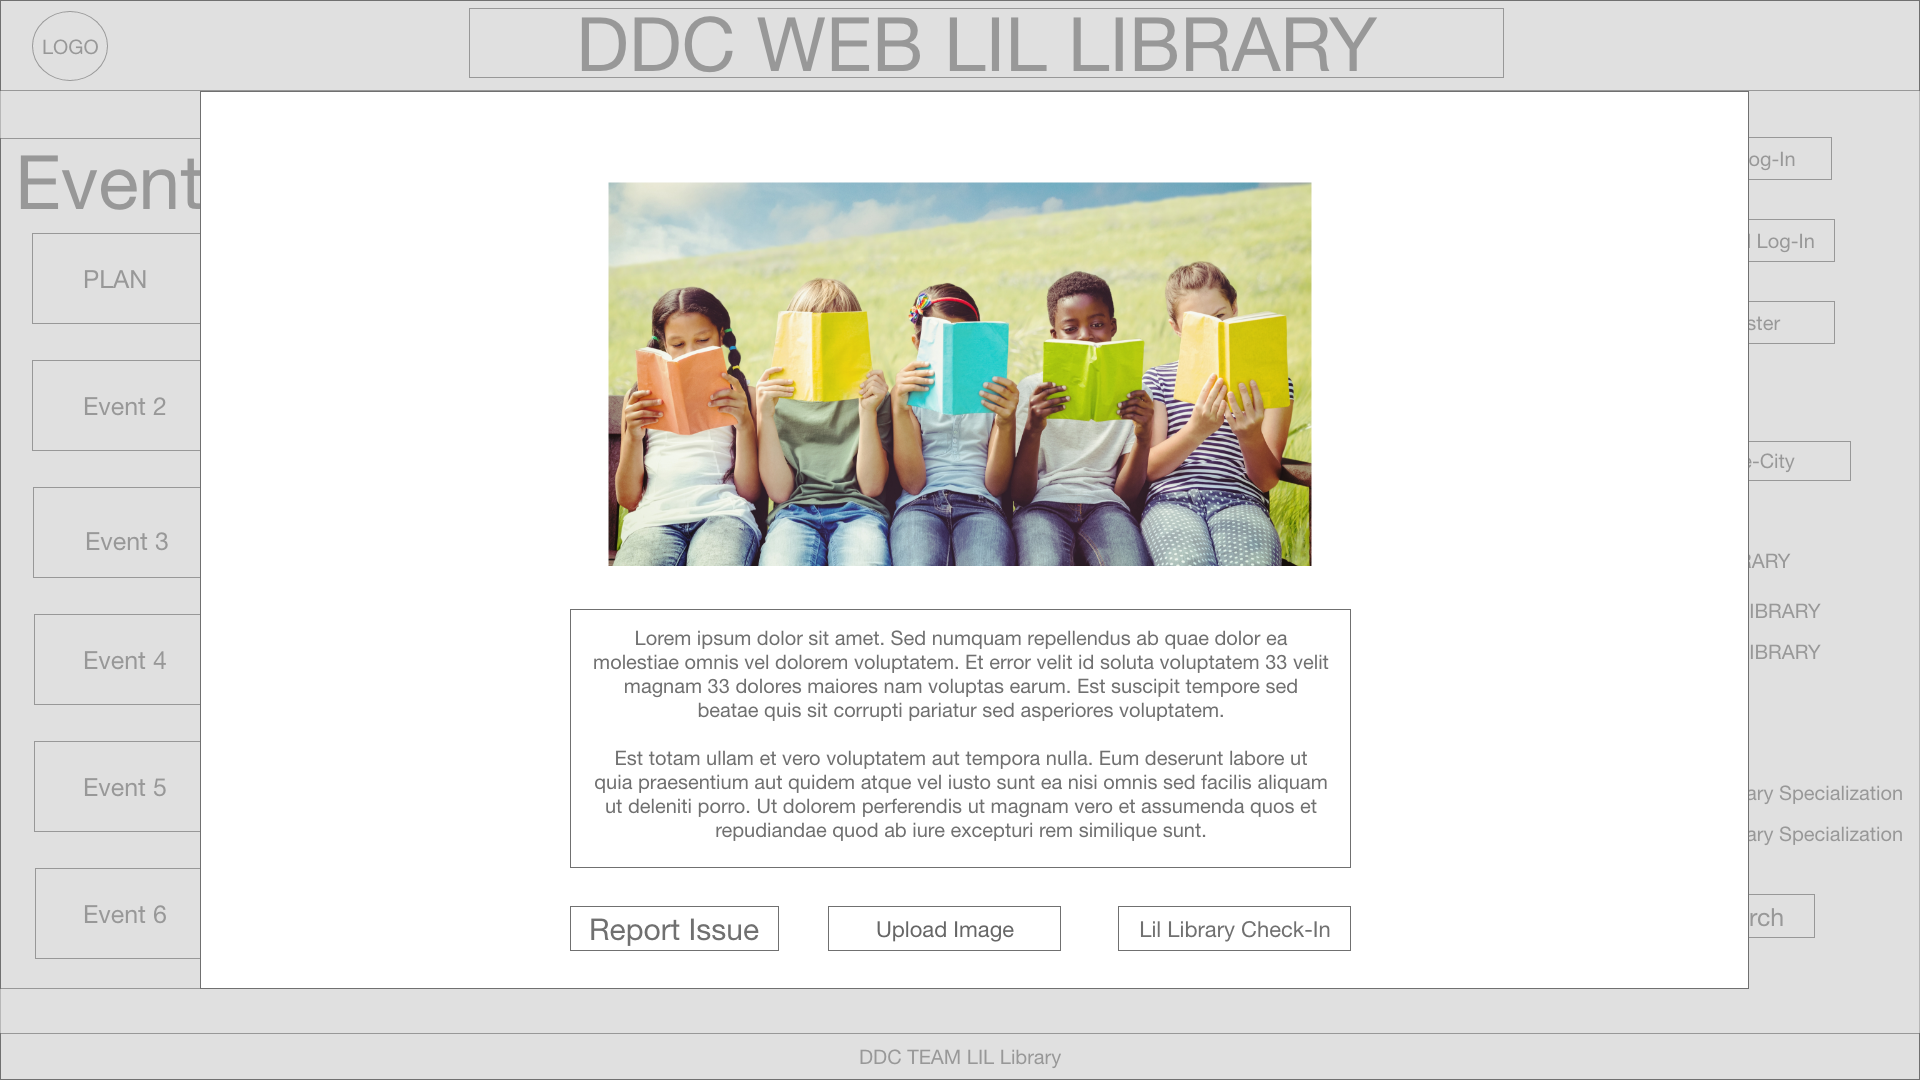 LOGO
DDC WEB LIL LIBRARY
Event
PLAN
Event 2
Event 3
Event 4
Event 5
Event 6
Lorem ipsum dolor sit amet. Sed numquam repellendus ab quae dolor ea
molestiae omnis vel dolorem voluptatem. Et error velit id soluta voluptatem 33 velit
magnam 33 dolores maiores nam voluptas earum. Est suscipit tempore sed
beatae quis sit corrupti pariatur sed asperiores voluptatem.
Est totam ullam et vero voluptatem aut tempora nulla. Eum deserunt labore ut
quia praesentium aut quidem atque vel iusto sunt ea nisi omnis sed facilis aliquam
ut deleniti porro. Ut dolorem perferendis ut magnam vero et assumenda quos et
repudiandae quod ab iure excepturi rem similique sunt.
Report Issue
Upload Image
Lil Library Check-In
og-In
Log-In
ster
-City
RARY
IBRARY
IBRARY
ary Specialization
ary Specialization
rch
DDC TEAM LIL Library